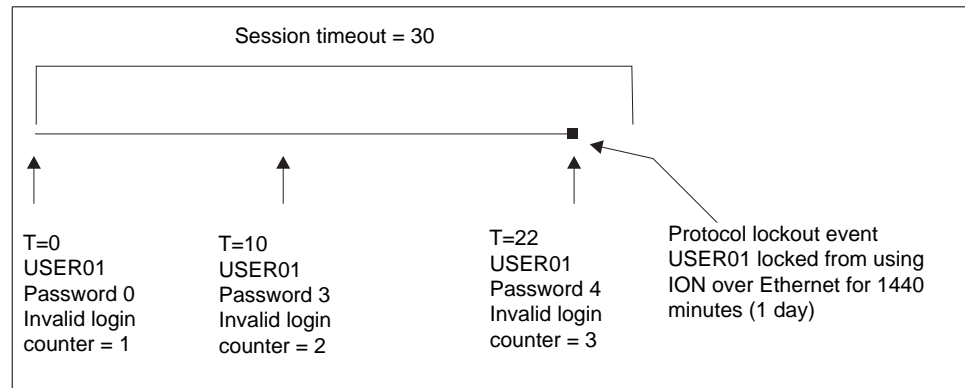 Session timeout = 30
T=0
USER01
Password 0
Invalid login
counter = 1
T=10
USER01
Password 3
Invalid login
counter = 2
T=22
USER01
Password 4
Invalid login
counter = 3
Protocol lockout event
USER01 locked from using
ION over Ethernet for 1440
minutes (1 day)